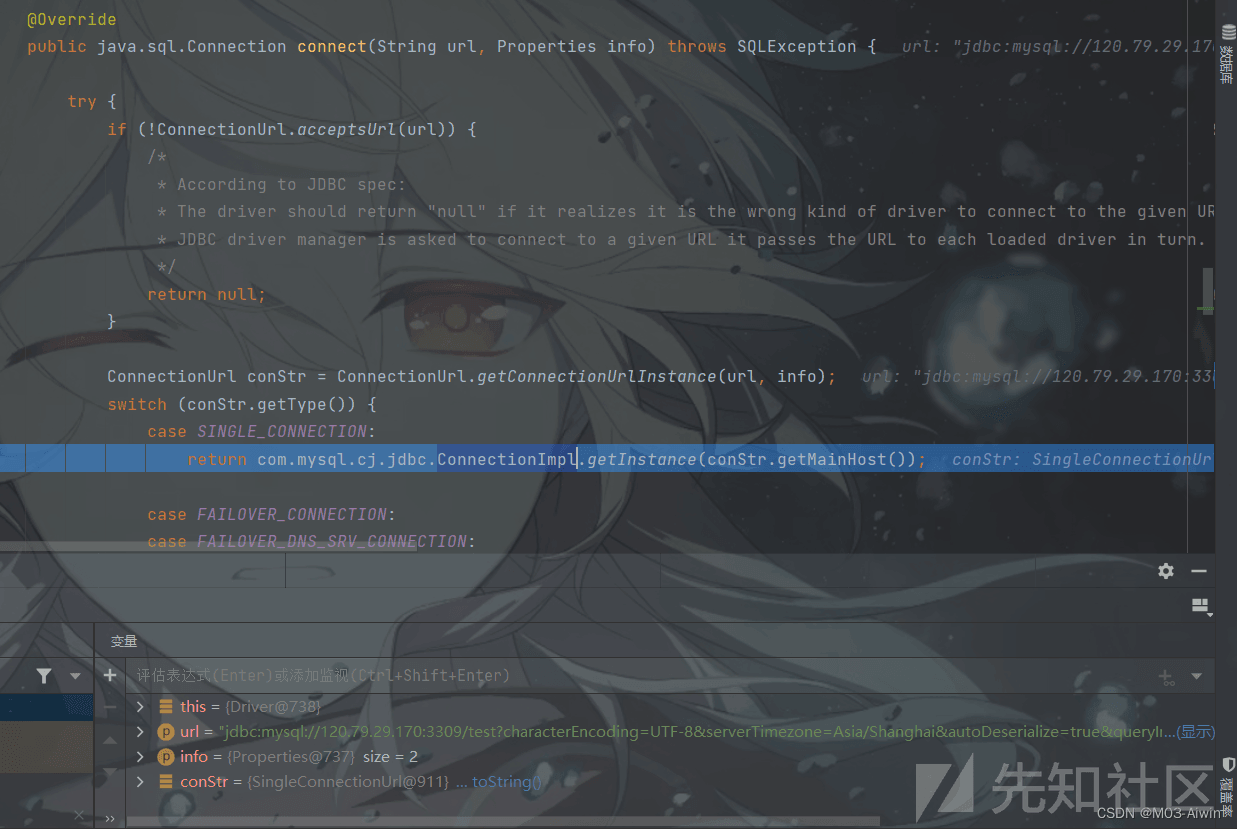 @Override
public java.sql.Connection connect(String url, Properties info) throws SQLException {   url: "jdbc:mysql://120.79.29.17
try {
if (!ConnectionUrl.acceptsUrl(url)) {
/*
* According to JDBC spec:
* The driver should return "null" if it realizes it is the wrong kind of driver to connect to the given UR
* JDBC driver manager is asked to connect to a given URL it passes the URL to each loaded driver in turn.
*/
return null;
}
ConnectionUrl conStr = ConnectionUrl.getConnectionUrlInstance(url, info);   url: "jdbc:mysql://120.79.29.170:33
switch (conStr.getType()) {
case SINGLE_CONNECTION:
return com.mysql.cj.jdbc.ConnectionImpl.getInstance(conStr.getMainHost());   conStr: SingleConnectionUr
case FAILOVER_CONNECTION:
case FAILOVER_DNS_SRV_CONNECTION:
数据库
变量
评估表达式(Enter)或添加监视(Ctrl+Shift+Enter)
this = {Driver@738}
p url = "jdbc:mysql://120.79.29.170:3309/test?characterEncoding=UTF-8&serverTimezone=Asia/Shanghai&autoDeserialize=true&queryI...(显示)
p info = {Properties@737} size = 2
conStr = {SingleConnectionUrl@911} ... toString()
覆盖率
先知社区
CSDN @M03-Aiwin